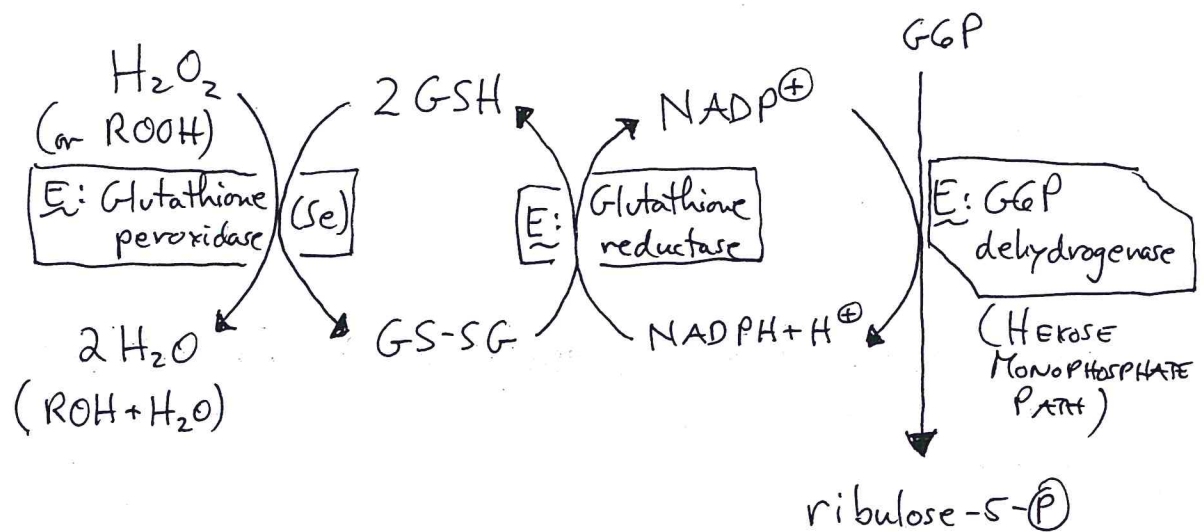 G6P
H₂O₂
(or ROOH)
2 GSH
NADP⊕
E: Glutathione
peroxidase
(Se)
E:
Glutathione
reductase
E: G6P
dehydrogenase
2 H₂O
(ROH + H₂O)
GS-SG
NADPH + H⊕
(HEXOSE
MONOPHOSPHATE
PATH)
ribulose-5-Ⓟ